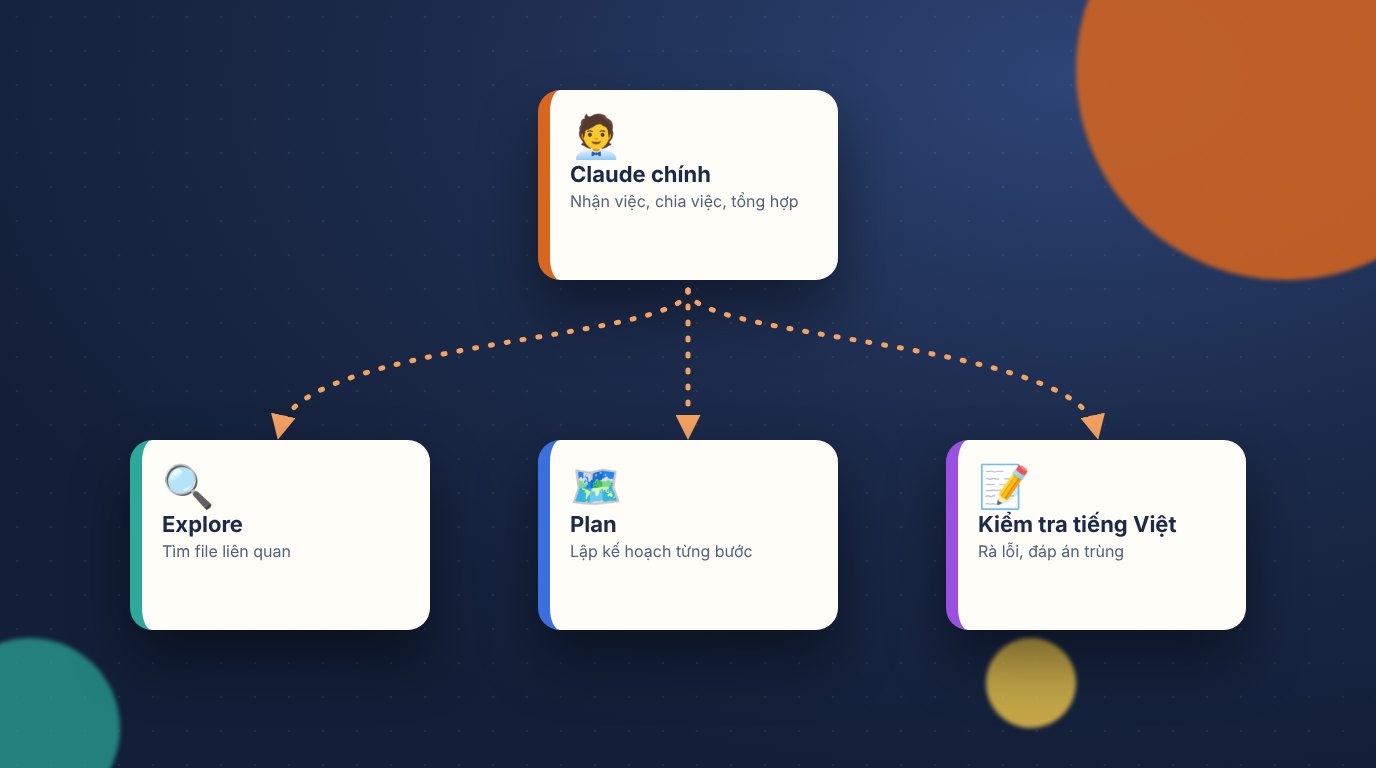 Claude chính
Nhận việc, chia việc, tổng hợp
Explore
Tìm file liên quan
Plan
Lập kế hoạch từng bước
Kiểm tra tiếng Việt
Rà lỗi, đáp án trùng